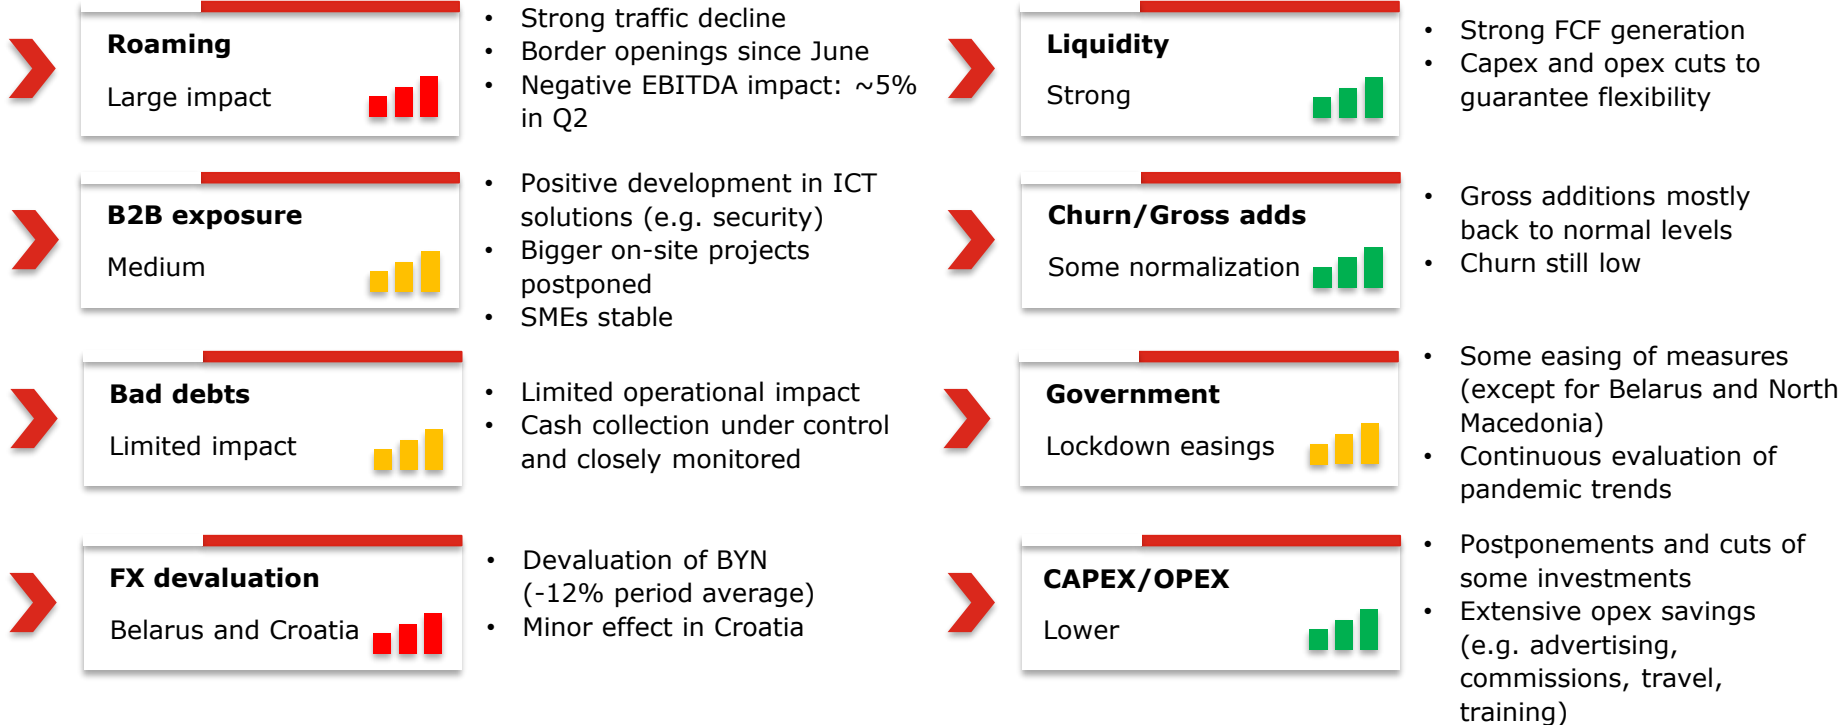 Roaming
Large impact
• Strong traffic decline
• Border openings since June
• Negative EBITDA impact: ~5%
in Q2
B2B exposure
Medium
• Positive development in ICT
solutions (e.g. security)
• Bigger on-site projects
postponed
• SMEs stable
Bad debts
Limited impact
• Limited operational impact
• Cash collection under control
and closely monitored
FX devaluation
Belarus and Croatia
• Devaluation of BYN
(-12% period average)
• Minor effect in Croatia
Liquidity
Strong
• Strong FCF generation
• Capex and opex cuts to
guarantee flexibility
Churn/Gross adds
Some normalization
• Gross additions mostly
back to normal levels
• Churn still low
Government
Lockdown easings
• Some easing of measures
(except for Belarus and North
Macedonia)
• Continuous evaluation of
pandemic trends
CAPEX/OPEX
Lower
• Postponements and cuts of
some investments
• Extensive opex savings
(e.g. advertising,
commissions, travel,
training)